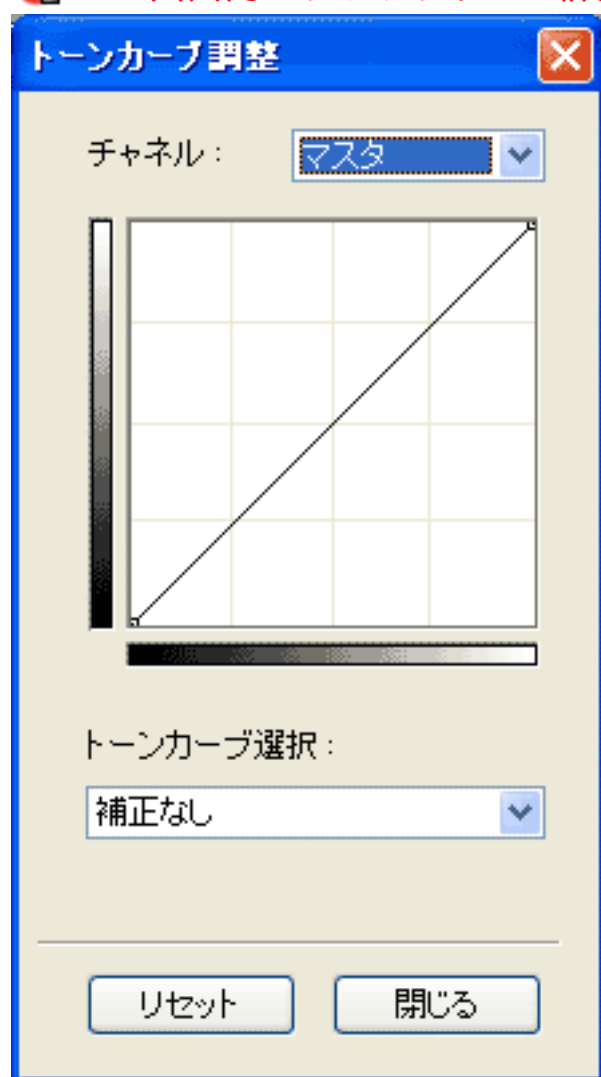 トーンカーブ調整
チャネル：
マスタ
トーンカーブ選択：
補正なし
リセット
閉じる